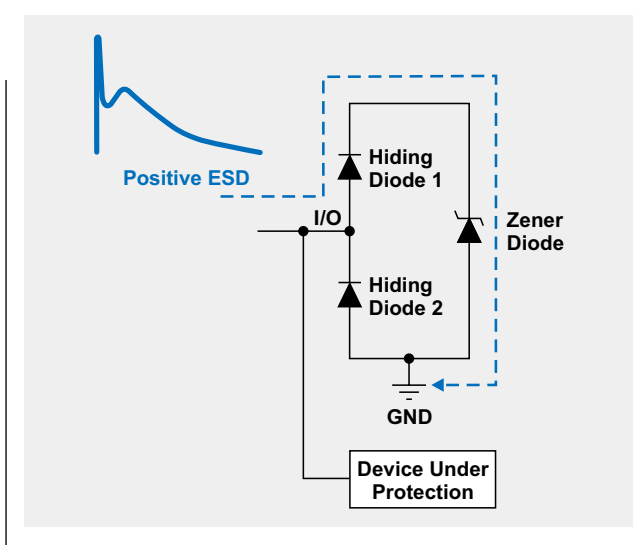 Positive ESD
Hiding
Diode 1
I/O
Zener
Diode
Hiding
Diode 2
GND
Device Under
Protection